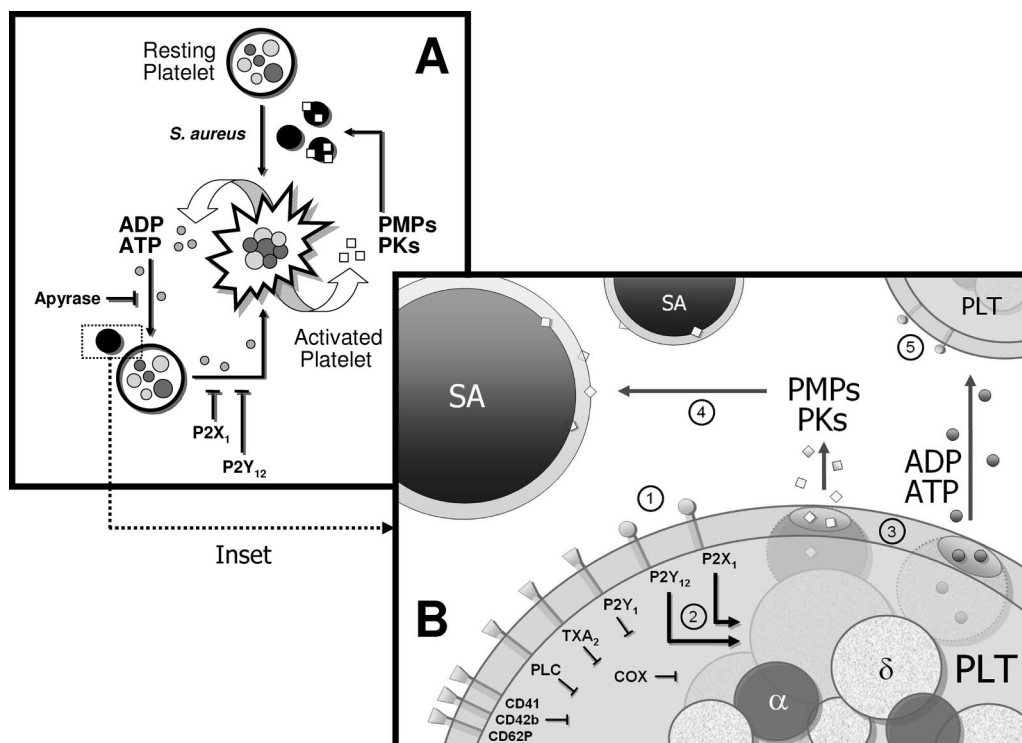 A
Resting
Platelet
S. aureus
ADP
ATP
PMPs
PKs
Apyrase
Activated
Platelet
P2X1
P2Y12
Inset
B
SA
SA
PLT
5
4
PMPs
PKs
ADP
ATP
1
3
P2X1
P2Y12
2
P2Y1
TXA2
PLC
COX
CD41
CD42b
CD62P
α
δ
PLT